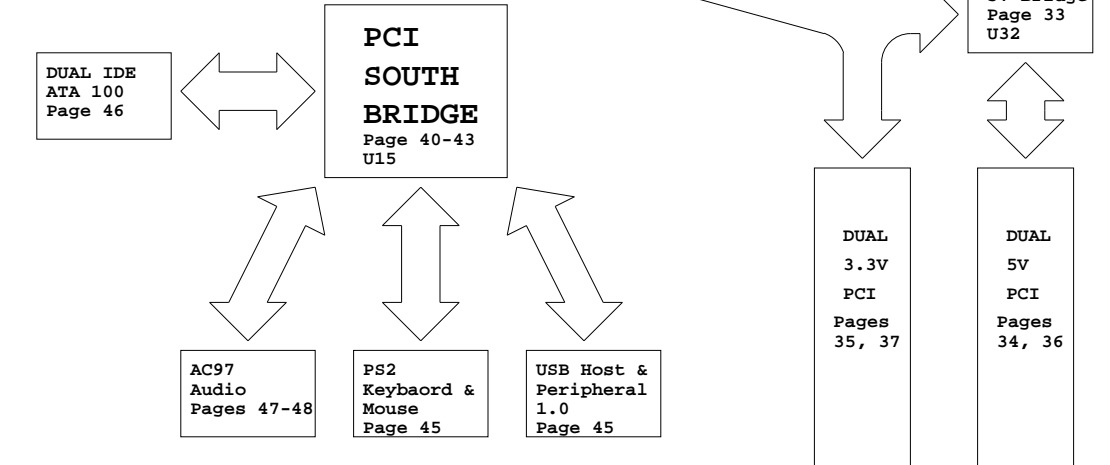 Page 33
U32
PCI
SOUTH
BRIDGE
Page 40-43
U15
DUAL IDE
ATA 100
Page 46
AC97
Audio
Pages 47-48
PS2
Keybaord &
Mouse
Page 45
USB Host &
Peripheral
1.0
Page 45
DUAL
3.3V
PCI
Pages
35, 37
DUAL
5V
PCI
Pages
34, 36